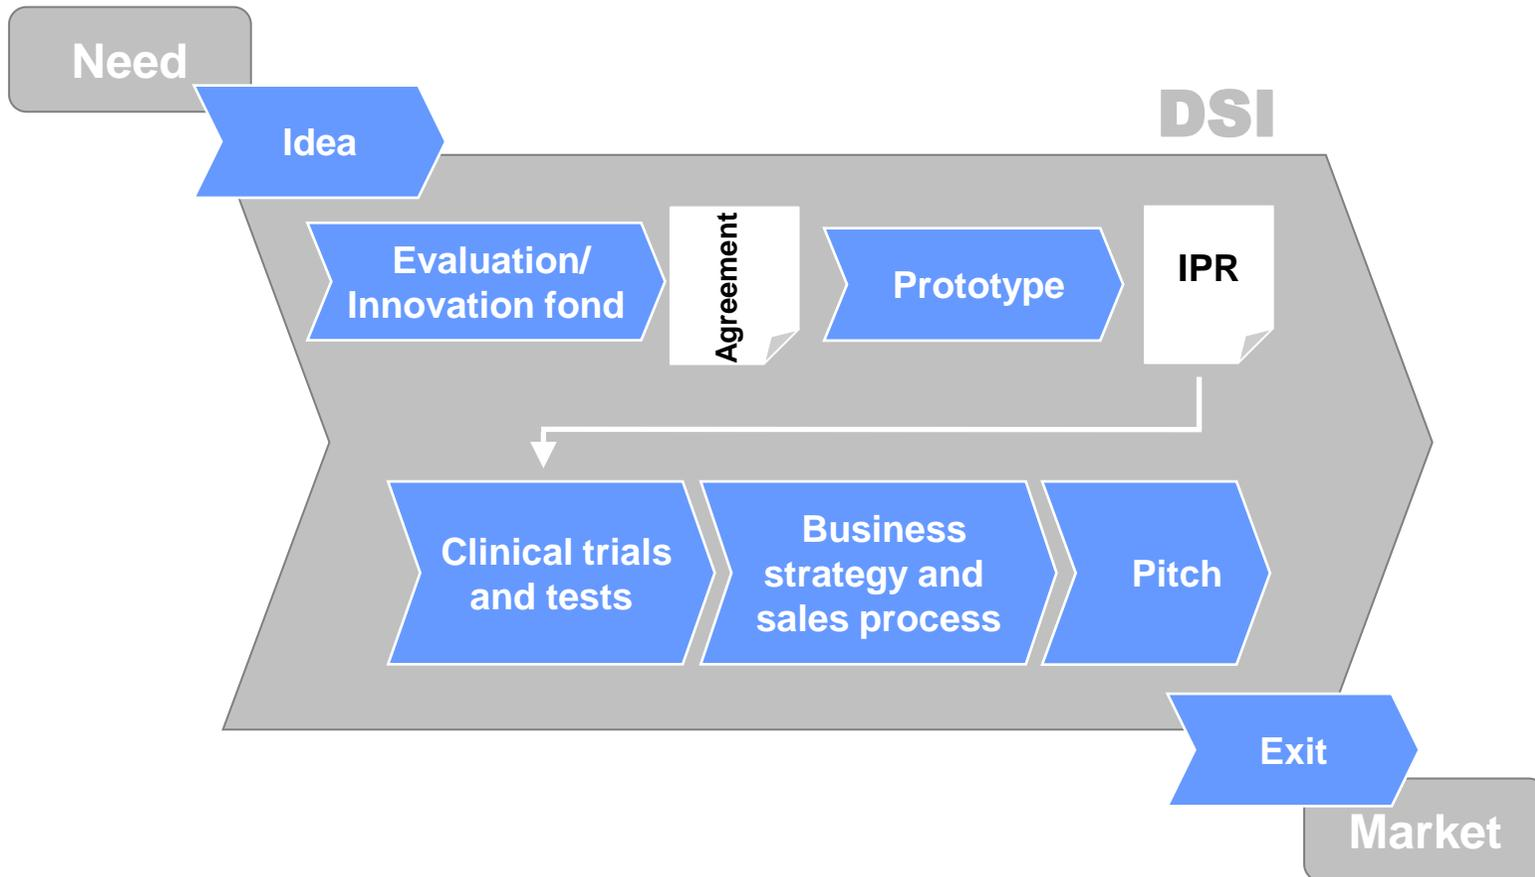 Need
Idea
DSI
Evaluation/
Innovation fond
Agreement
Prototype
IPR
Clinical trials
and tests
Business
strategy and
sales process
Pitch
Exit
Market